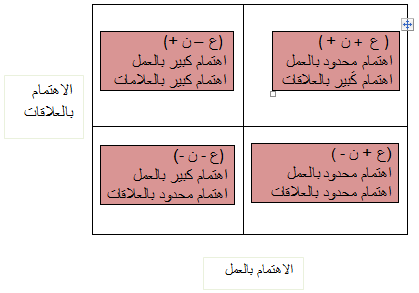 ( ع + ن + )
اهتمام محدود بالعمل
اهتمام كبير بالعلاقات
(ع – ن +)
اهتمام كبير بالعمل
اهتمام كبير بالعلامات
الاهتمام
بالعلاقات
(ع + ن - )
اهتمام محدود بالعمل
اهتمام محدود بالعلاقات
(ع - ن -)
اهتمام كبير بالعمل
اهتمام محدود بالعلاقات
الاهتمام بالعمل